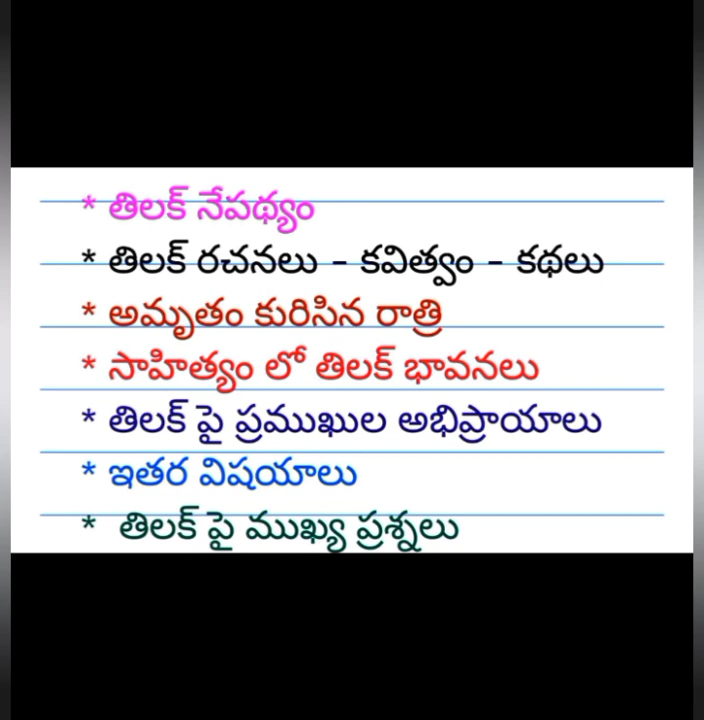 * తిలక్ నేపథ్యం
* తిలక్ రచనలు - కవిత్వం - కథలు
* అమృతం కురిసిన రాత్రి
* సాహిత్యం లో తిలక్ భావనలు
* తిలక్ పై ప్రముఖుల అభిప్రాయాలు
* ఇతర విషయాలు
* తిలక్ పై ముఖ్య ప్రశ్నలు